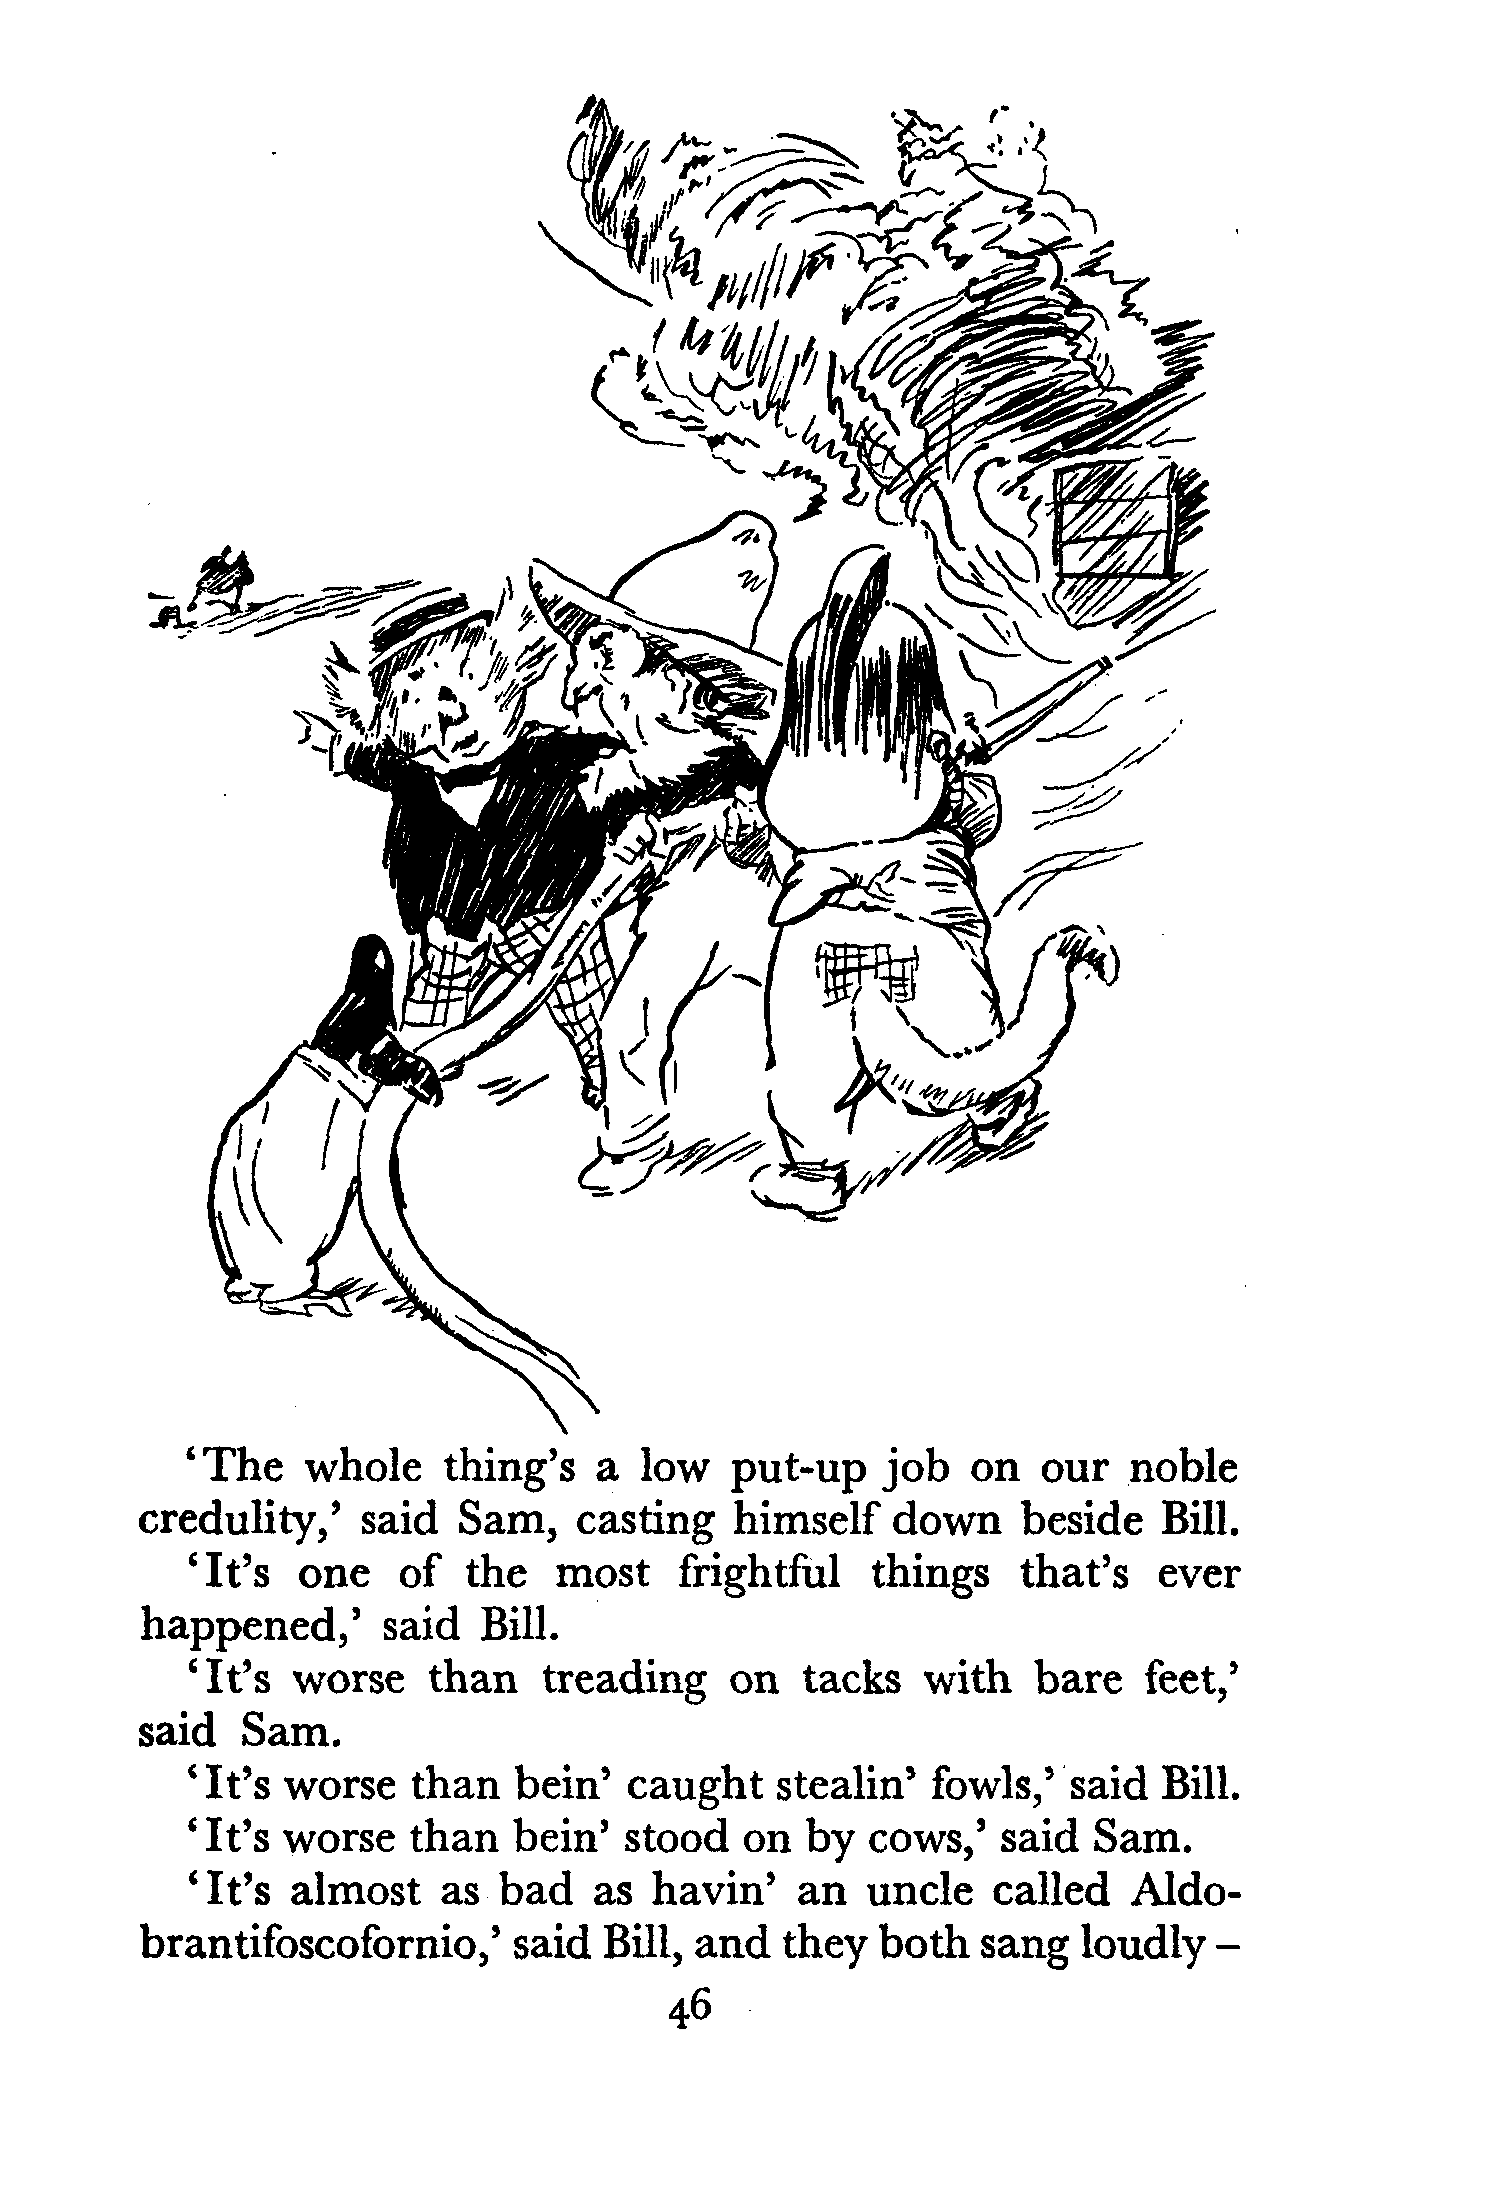 ‘The whole thing’s a low put-up job on our noble
credulity,’ said Sam, casting himself down beside Bill.
‘It’s one of the most frightful things that’s ever
happened,’ said Bill.
‘It’s worse than treading on tacks with bare feet,’
said Sam.
‘It’s worse than bein’ caught stealin’ fowls,’ said Bill.
‘It’s worse than bein’ stood on by cows,’ said Sam.
‘It’s almost as bad as havin’ an uncle called Aldo-
brantifoscofornio,’ said Bill, and they both sang loudly –
46